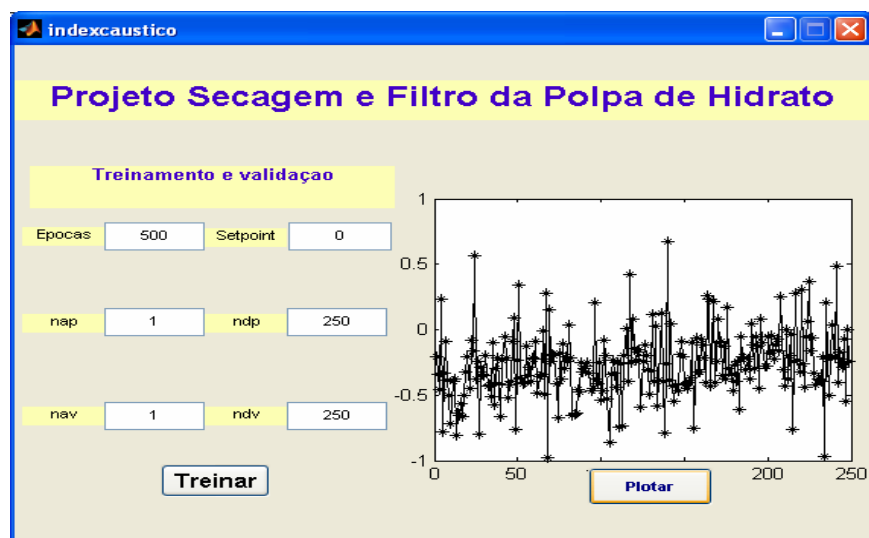 indexcaustico
Projeto Secagem e Filtro da Polpa de Hidrato
Treinamento e validaçao
Epocas 500 Setpoint 0
nap 1 ndp 250
nav 1 ndv 250
Treinar
1
0.5
0
-0.5
-1
0 50 200 250
Plotar